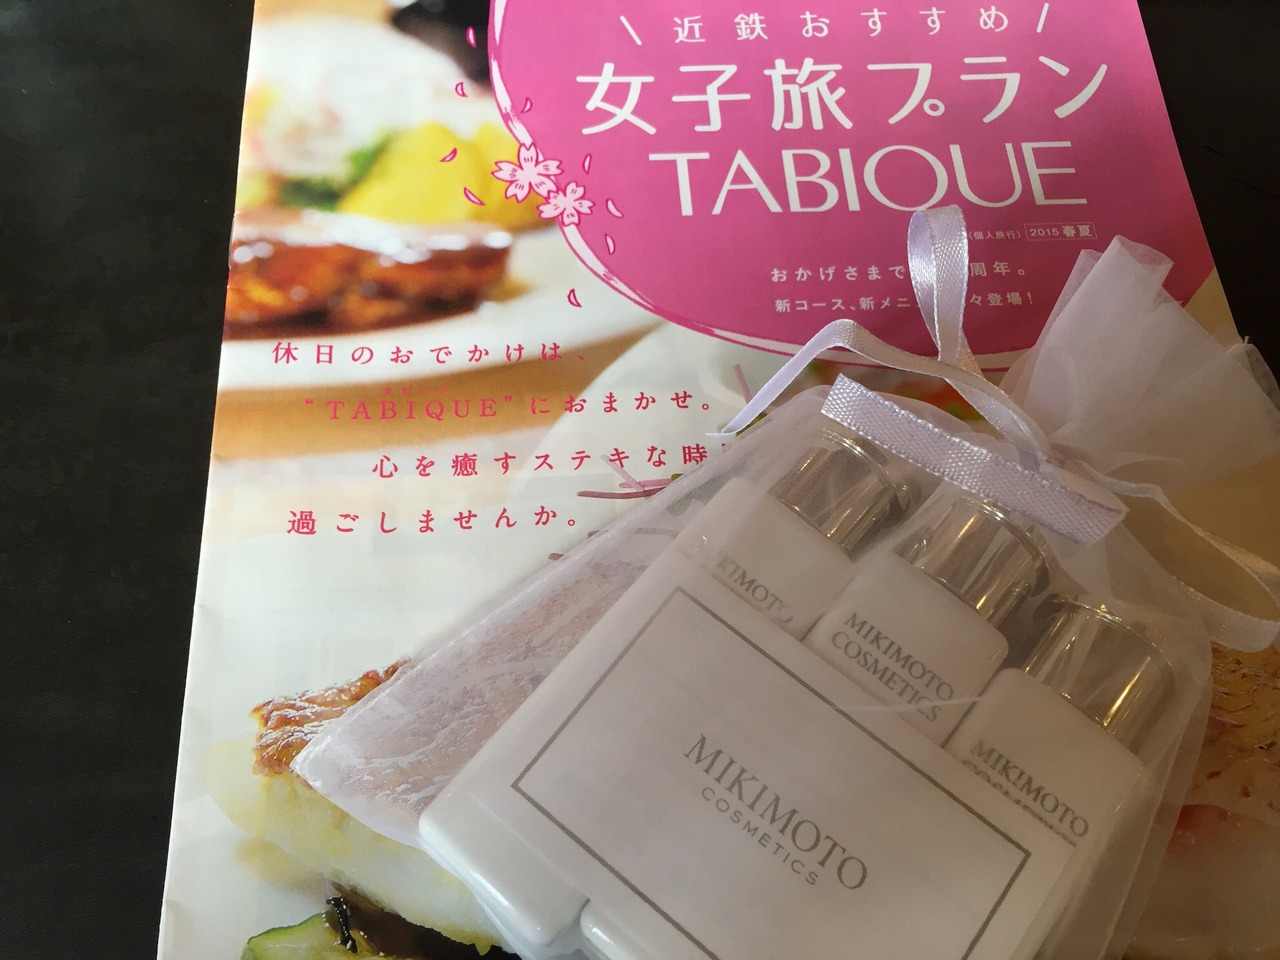 近鉄おすすめ
女子旅プラン
TABIQUE
(個人旅行) 2015 春夏
おかげさまで 周年。
新コース、新メニ 々登場!
休日のおでかけは、
“TABIQUE”におまかせ。
心を癒すステキな時
過ごしませんか。
KIMOTO
MIKIMOTO
COSMETICS
MIKIMOTO
MIKIMOTO
COSMETICS